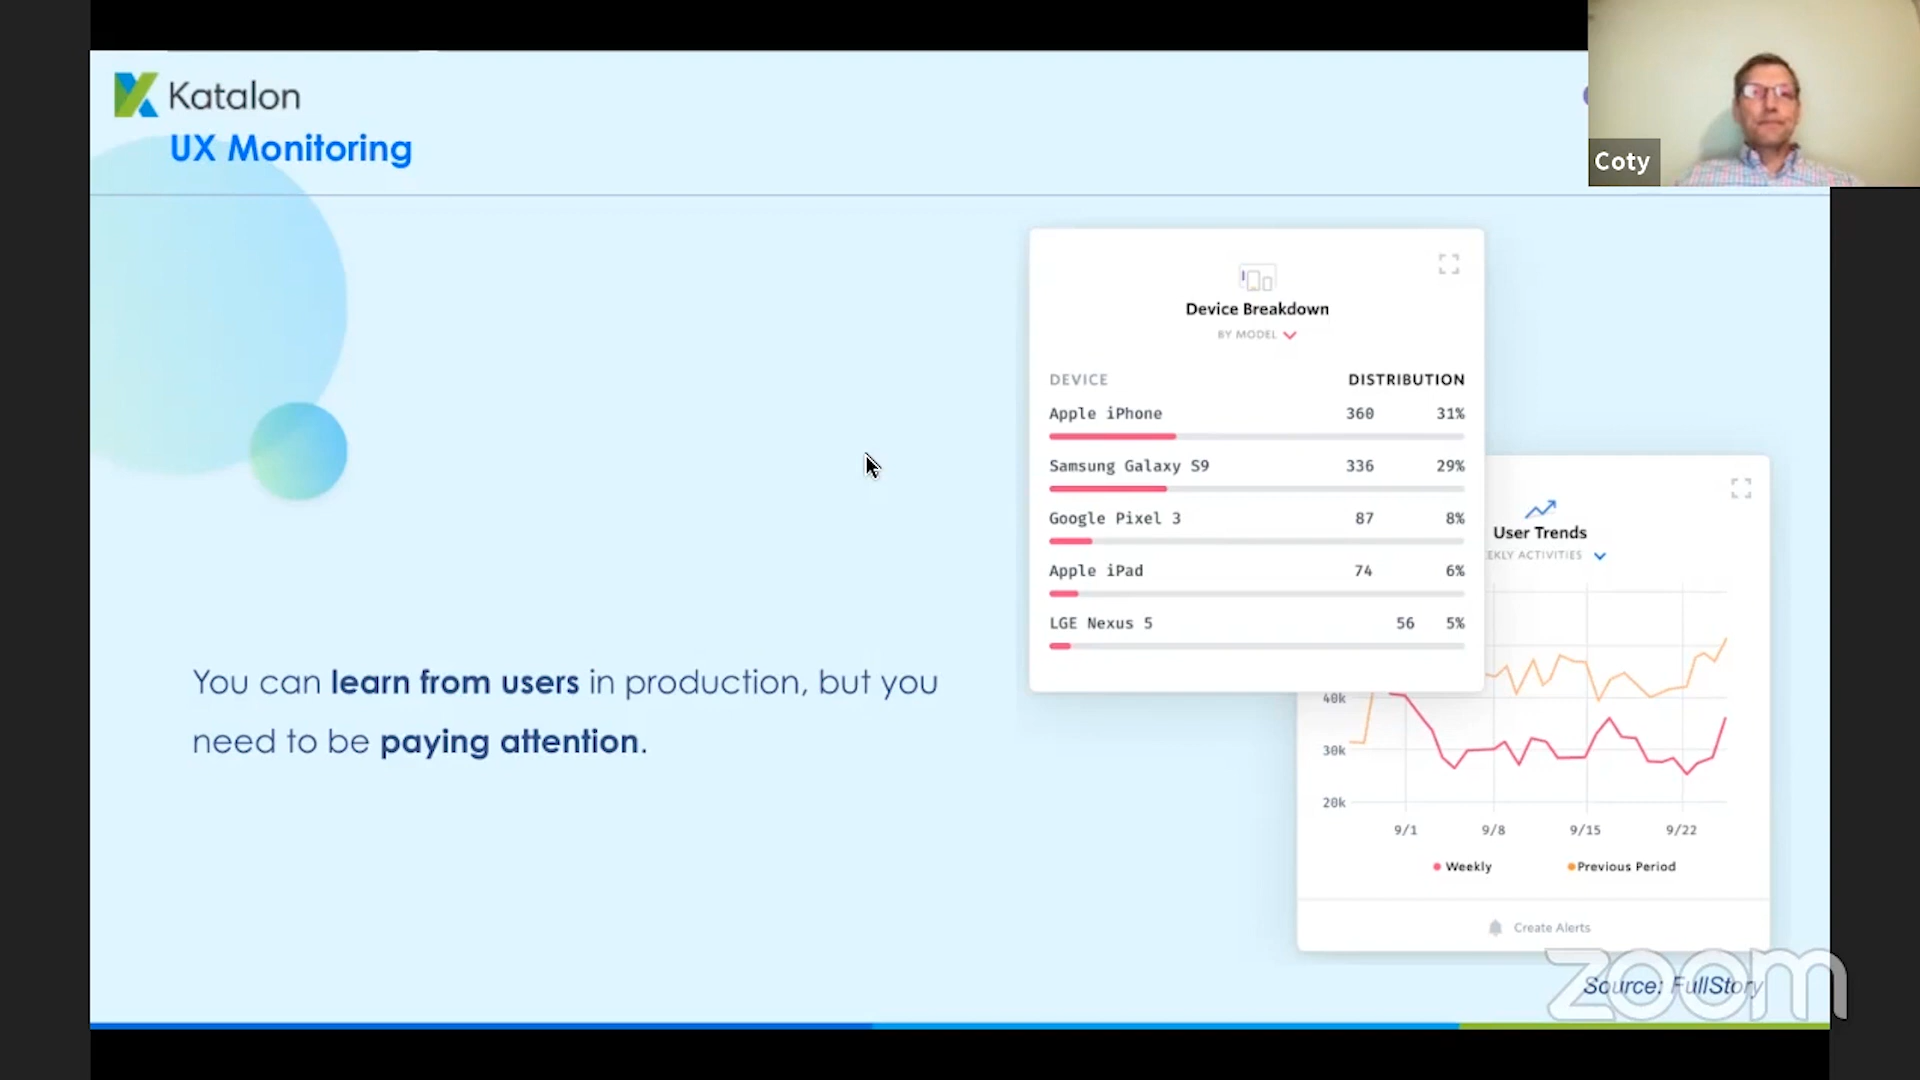 Katalon
UX Monitoring
Coty
Device Breakdown
BY MODEL
DEVICE DISTRIBUTION
Apple iPhone 360 31%
Samsung Galaxy S9 336 29%
Google Pixel 3 87 8%
Apple iPad 74 6%
LGE Nexus 5 56 5%
User Trends
EKLY ACTIVITIES
You can learn from users in production, but you
need to be paying attention.
40k
30k
20k
9/1 9/8 9/15 9/22
Weekly Previous Period
Create Alerts
Source: FullStory
zoom